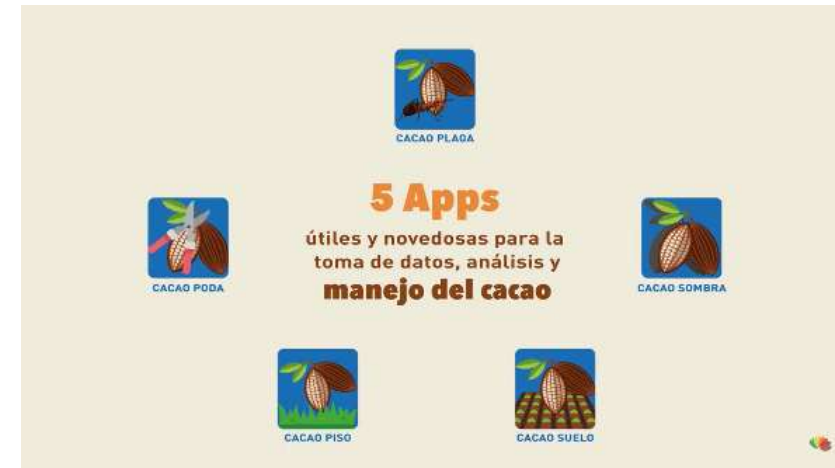 CACAO PLAGA
5 Apps
útiles y novedosas para la
toma de datos, análisis y
manejo del cacao
CACAO PODA
CACAO SOMBRA
CACAO PISO
CACAO SUELO